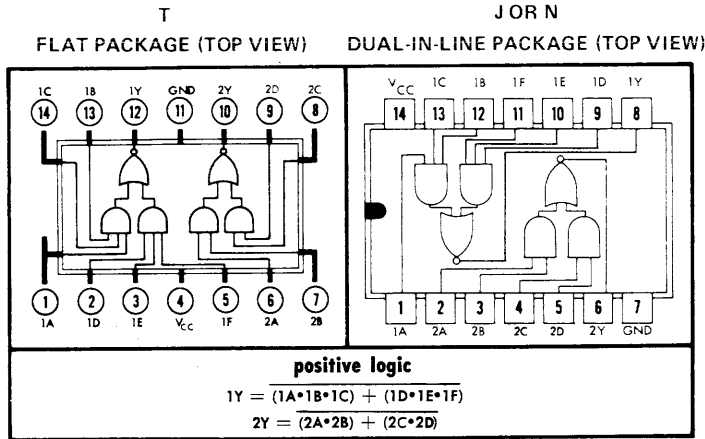 T
FLAT PACKAGE (TOP VIEW)
1C 1B 1Y GND 2Y 2D 2C
14 13 12 11 10 9 8
1 2 3 4 5 6 7
1A 1D 1E VCC 1F 2A 2B
J OR N
DUAL-IN-LINE PACKAGE (TOP VIEW)
VCC 1C 1B 1F 1E 1D 1Y
14 13 12 11 10 9 8
1 2 3 4 5 6 7
1A 2A 2B 2C 2D 2Y GND
positive logic
1Y = (1A•1B•1C) + (1D•1E•1F)
2Y = (2A•2B) + (2C•2D)